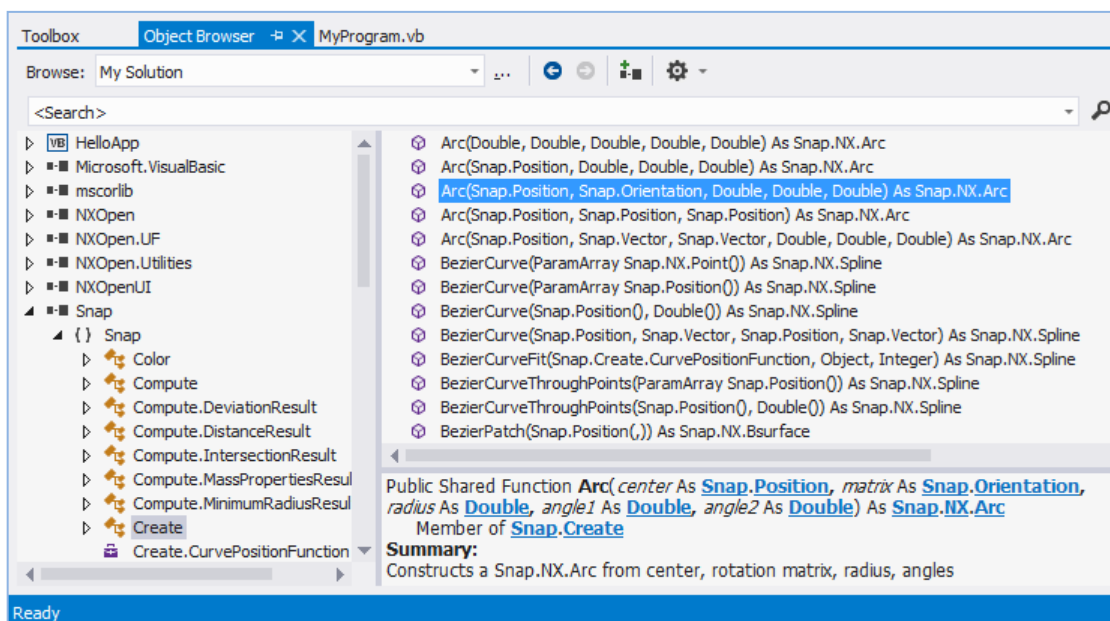 Toolbox Object Browser MyProgram.vb
Browse: My Solution ...
<Search>
VB HelloApp
Microsoft.VisualBasic
mscorlib
NXOpen
NXOpen.UF
NXOpen.Utilities
NXOpenUI
Snap
{ } Snap
Color
Compute
Compute.DeviationResult
Compute.DistanceResult
Compute.IntersectionResult
Compute.MassPropertiesResul
Compute.MinimumRadiusResul
Create
Create.CurvePositionFunction
Arc(Double, Double, Double, Double, Double) As Snap.NX.Arc
Arc(Snap.Position, Double, Double, Double) As Snap.NX.Arc
Arc(Snap.Position, Snap.Orientation, Double, Double, Double) As Snap.NX.Arc
Arc(Snap.Position, Snap.Position, Snap.Position) As Snap.NX.Arc
Arc(Snap.Position, Snap.Vector, Snap.Vector, Double, Double, Double) As Snap.NX.Arc
BezierCurve(ParamArray Snap.NX.Point()) As Snap.NX.Spline
BezierCurve(ParamArray Snap.Position()) As Snap.NX.Spline
BezierCurve(Snap.Position(), Double()) As Snap.NX.Spline
BezierCurve(Snap.Position, Snap.Vector, Snap.Position, Snap.Vector) As Snap.NX.Spline
BezierCurveFit(Snap.Create.CurvePositionFunction, Object, Integer) As Snap.NX.Spline
BezierCurveThroughPoints(ParamArray Snap.Position()) As Snap.NX.Spline
BezierCurveThroughPoints(Snap.Position(), Double()) As Snap.NX.Spline
BezierPatch(Snap.Position(,)) As Snap.NX.Bsurface
Public Shared Function Arc(center As Snap.Position, matrix As Snap.Orientation,
radius As Double, angle1 As Double, angle2 As Double) As Snap.NX.Arc
Member of Snap.Create
Summary:
Constructs a Snap.NX.Arc from center, rotation matrix, radius, angles
Ready